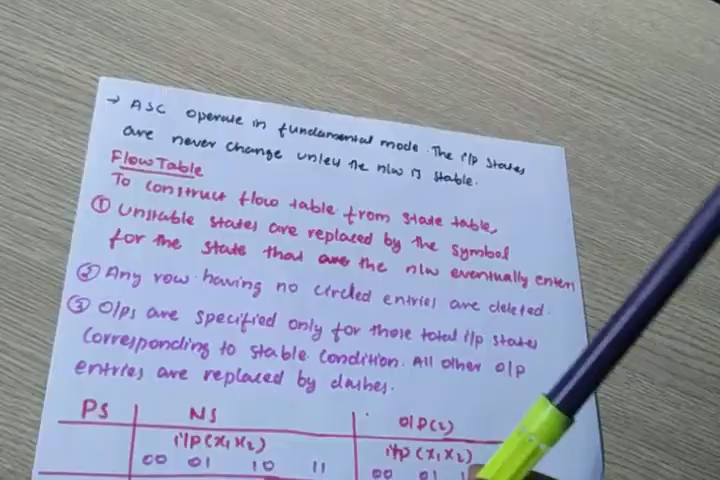 → ASC operate in fundamental mode. The i/p states
are never change unless the n/w is stable.
Flow Table
To construct flow table from state table,
① Unstable states are replaced by the symbol
for the state that are the n/w eventually enters
② Any row having no circled entries are deleted.
③ O/Ps are specified only for those total i/p states
corresponding to stable condition. All other o/p
entries are replaced by dashes.
PS NS O/P(Z)
i/p(x₁x₂) i/p(x₁x₂)
00 01 10 11 00 01